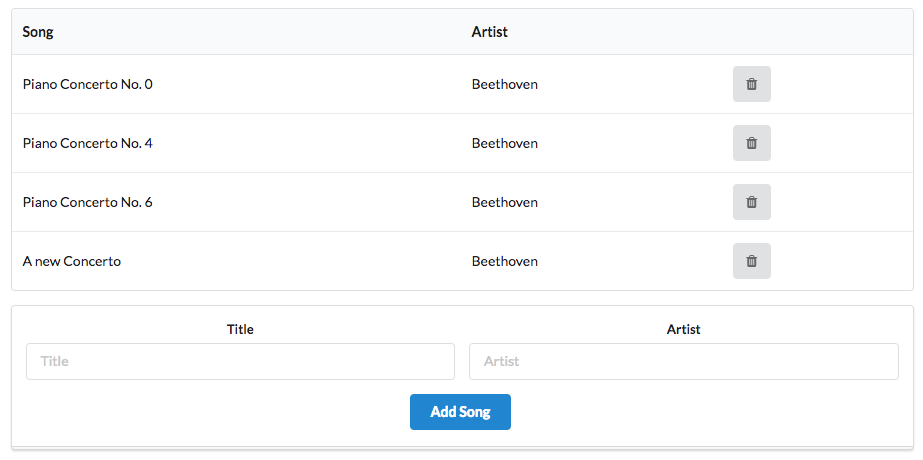 Song Artist
Piano Concerto No. 0 Beethoven
Piano Concerto No. 4 Beethoven
Piano Concerto No. 6 Beethoven
A new Concerto Beethoven
Title Artist
Title Artist
Add Song